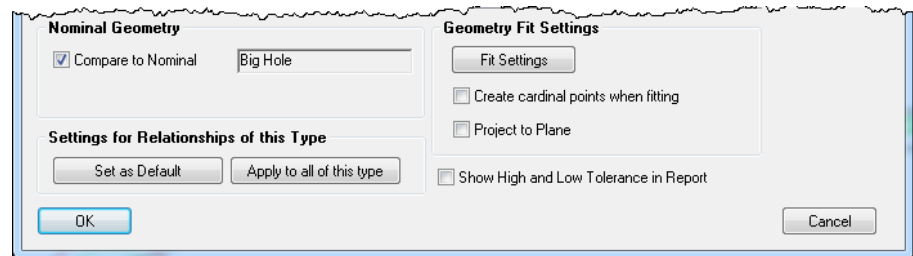 Nominal Geometry
Compare to Nominal
Big Hole
Settings for Relationships of this Type
Set as Default
Apply to all of this type
Geometry Fit Settings
Fit Settings
Create cardinal points when fitting
Project to Plane
Show High and Low Tolerance in Report
OK
Cancel